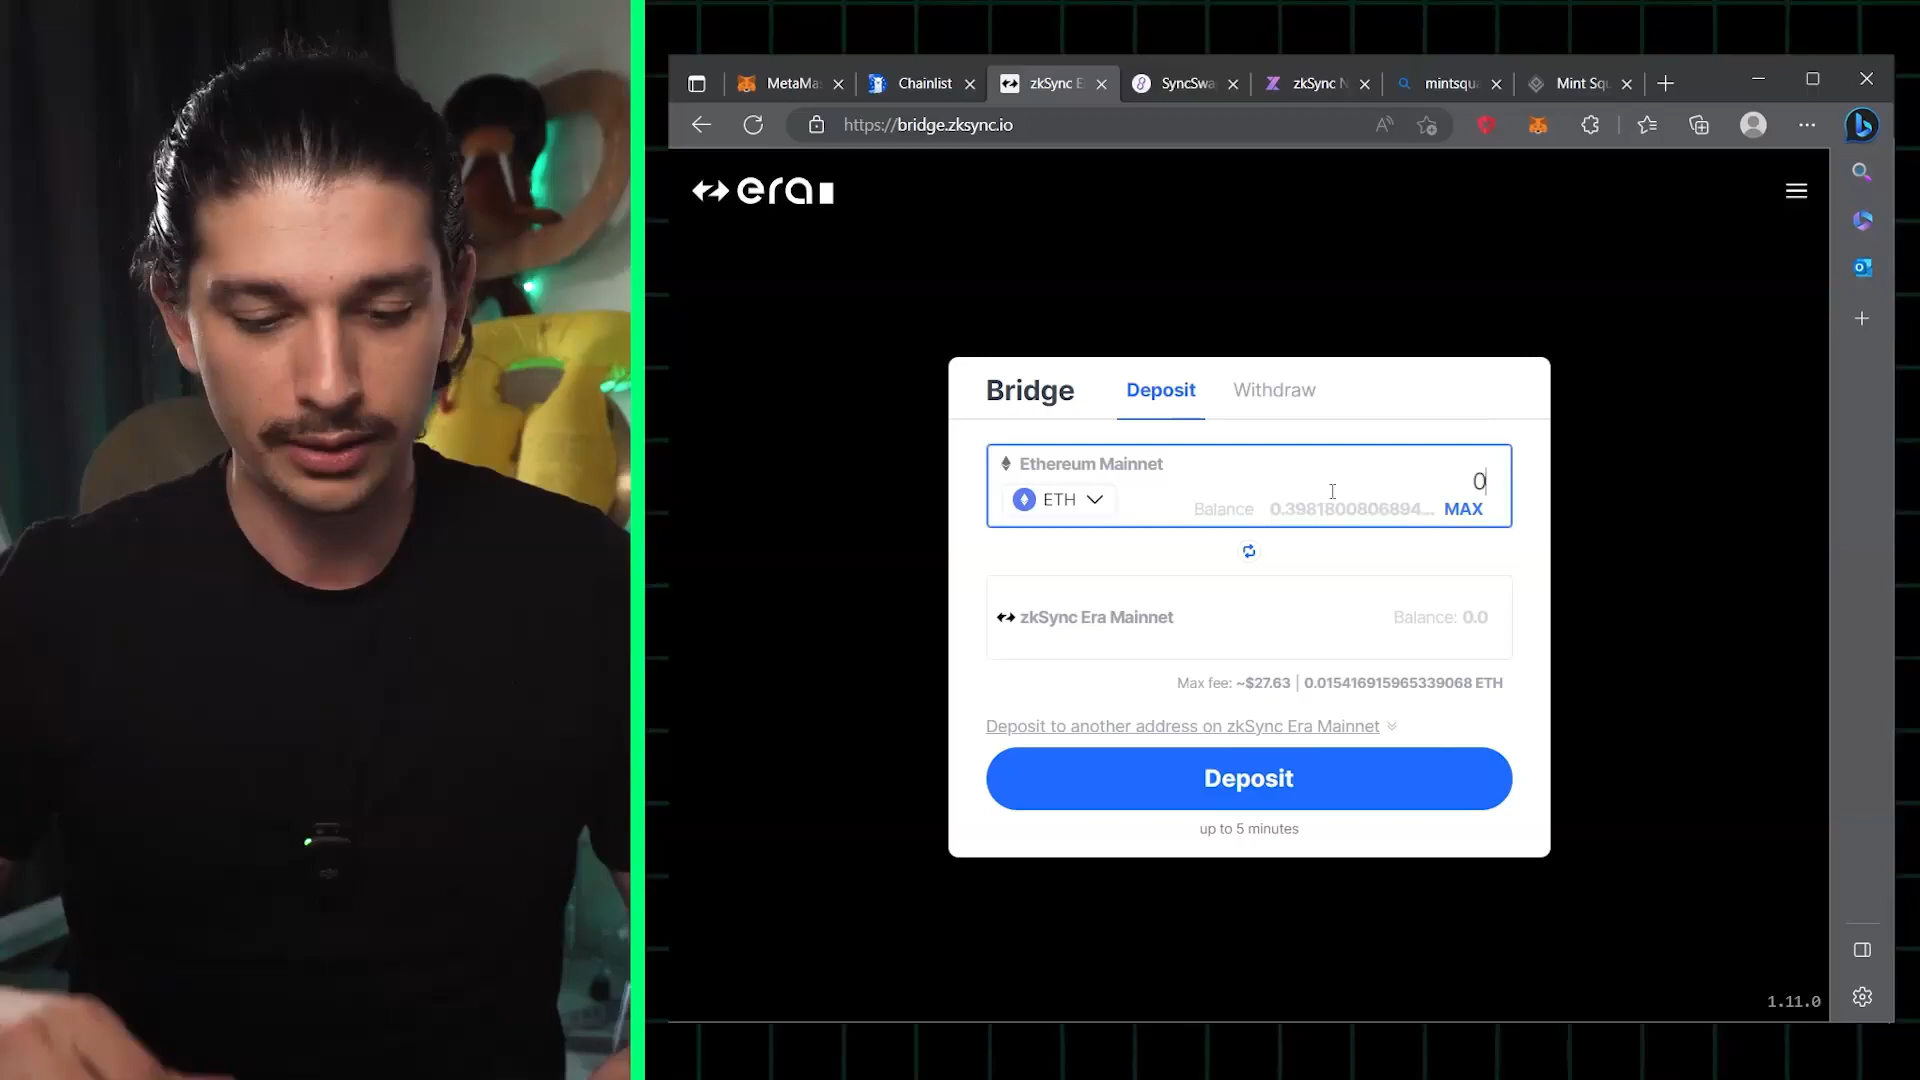 MetaMa
Chainlist
zkSync E
SyncSwa
zkSync N
mintsqua
Mint Squ
https://bridge.zksync.io
era
Bridge
Deposit
Withdraw
Ethereum Mainnet
0
ETH
Balance 0.3981800806894... MAX
zkSync Era Mainnet
Balance: 0.0
Max fee: ~$27.63 | 0.015416915965339068 ETH
Deposit to another address on zkSync Era Mainnet
Deposit
up to 5 minutes
1.11.0